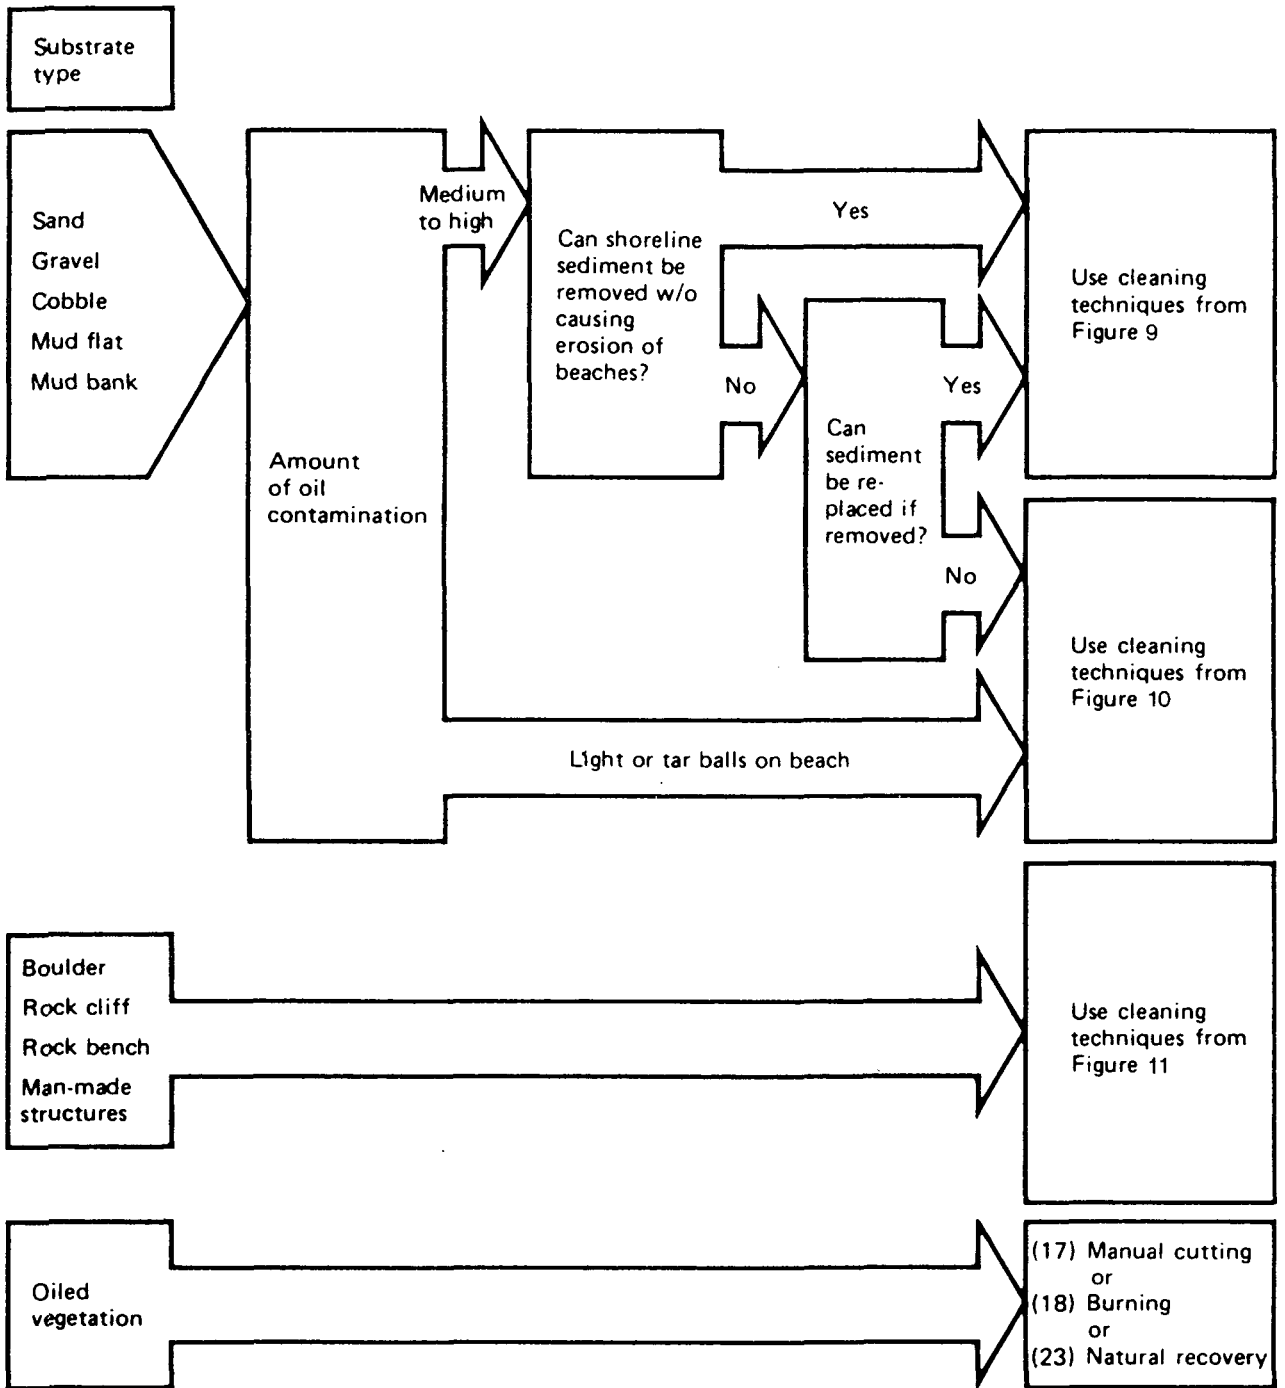 Substrate
type
Sand
Gravel
Cobble
Mud flat
Mud bank
Amount
of oil
contamination
Medium
to high
Can shoreline
sediment be
removed w/o
causing
erosion of
beaches?
Yes
No
Can
sediment
be re-
placed if
removed?
Yes
No
Light or tar balls on beach
Use cleaning
techniques from
Figure 9
Use cleaning
techniques from
Figure 10
Boulder
Rock cliff
Rock bench
Man-made
structures
Use cleaning
techniques from
Figure 11
Oiled
vegetation
(17) Manual cutting
or
(18) Burning
or
(23) Natural recovery